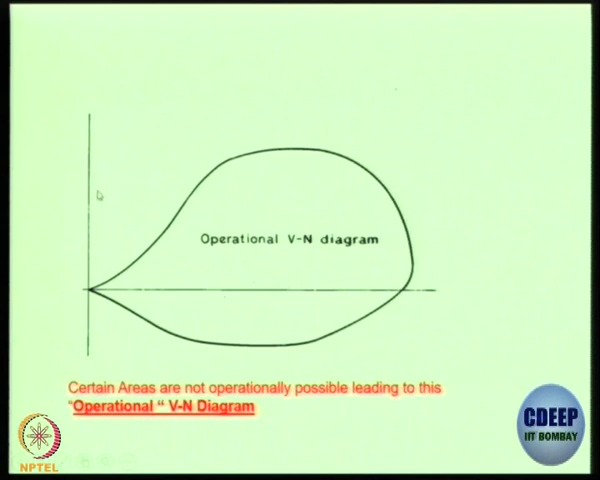 Operational V-N diagram
Certain Areas are not operationally possible leading to this
"Operational “ V-N Diagram
CDEEP
IIT BOMBAY
NPTEL